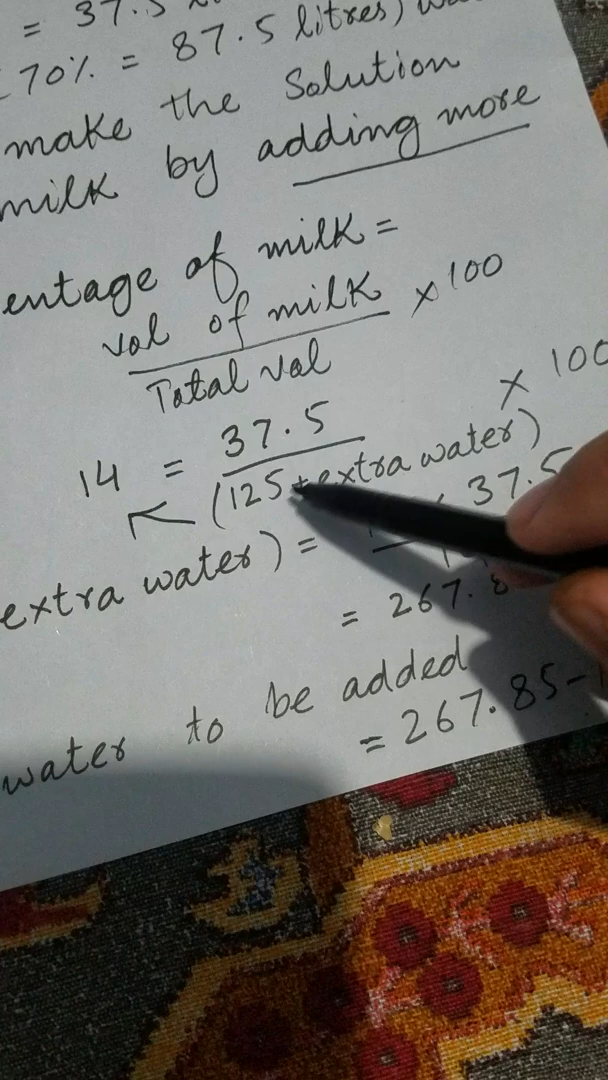 = 37.5
70% = 87.5 litres)
make the Solution
milk by adding more
entage of milk =
vol of milk × 100
Total vol
14 = 37.5 × 100
(125 + extra water)
extra water) = 37.5
= 267.8
water to be added
= 267.85-